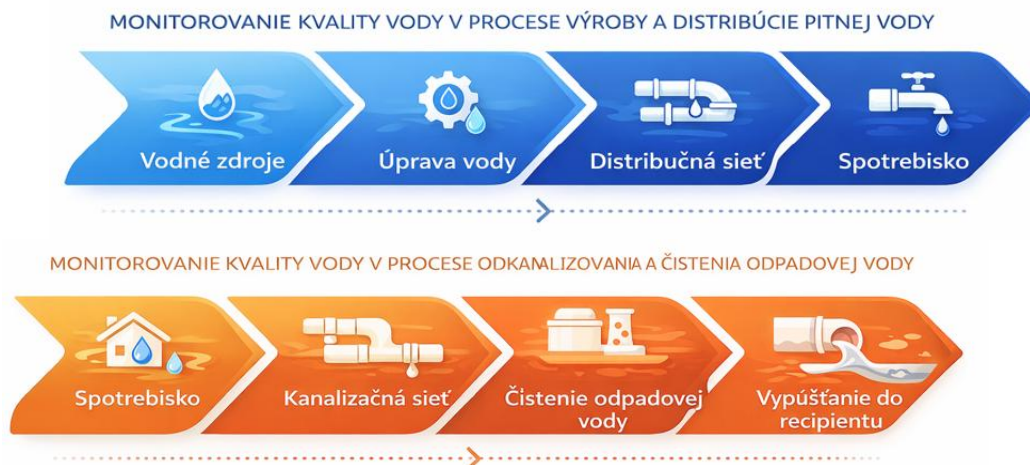 MONITOROVANIE KVALITY VODY V PROCESE VÝROBY A DISTRIBÚCIE PITNEJ VODY
Vodné zdroje
Úprava vody
Distribučná sieť
Spotrebisko
MONITOROVANIE KVALITY VODY V PROCESE ODKANALIZOVANIA A ČISTENIA ODPADOVEJ VODY
Spotrebisko
Kanalizačná sieť
Čistenie odpadovej
vody
Vypúšťanie do
recipientu